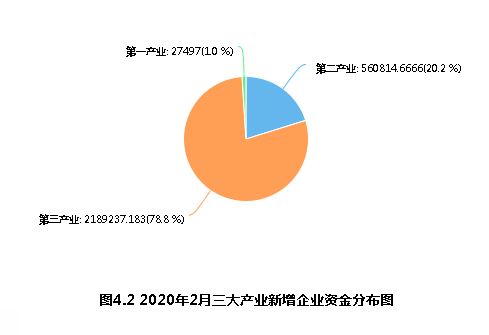 第一产业: 27497(1.0 %)
第二产业: 560814.6666(20.2 %)
第三产业: 2189237.183(78.8 %)
图4.2 2020年2月三大产业新增企业资金分布图